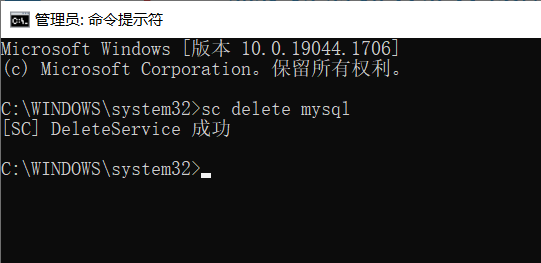 管理员: 命令提示符
Microsoft Windows [版本 10.0.19044.1706]
(c) Microsoft Corporation。保留所有权利。
C:\WINDOWS\system32>sc delete mysql
[SC] DeleteService 成功
C:\WINDOWS\system32>